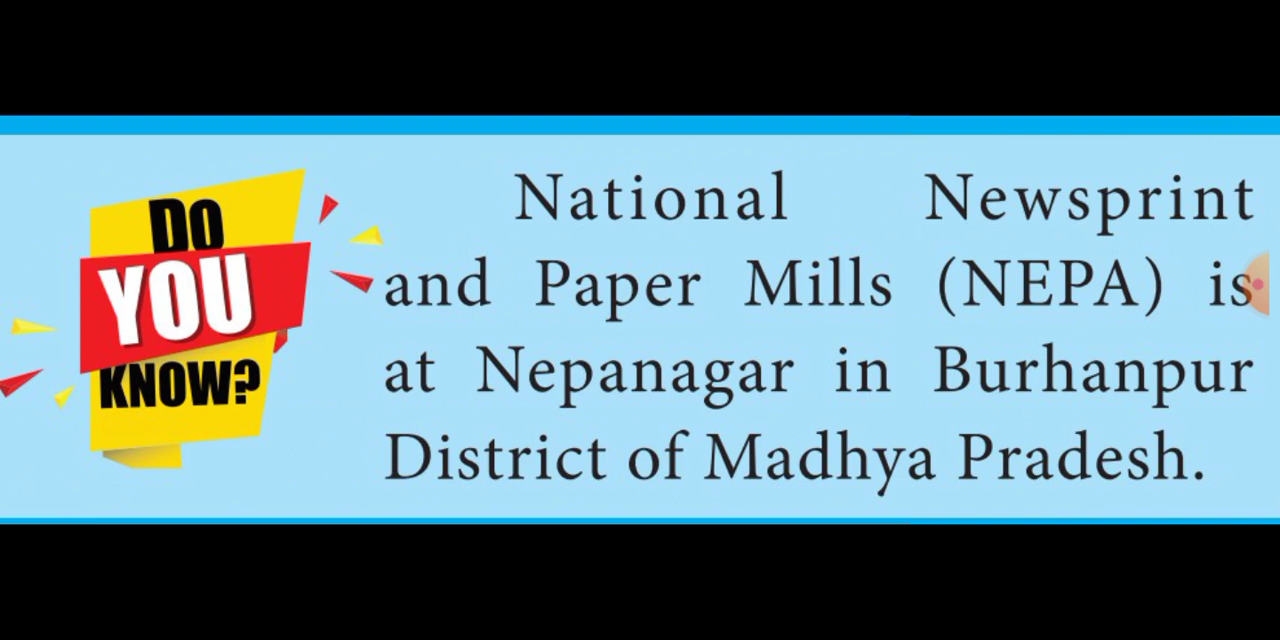 DO
YOU
KNOW?
National Newsprint
and Paper Mills (NEPA) is
at Nepanagar in Burhanpur
District of Madhya Pradesh.